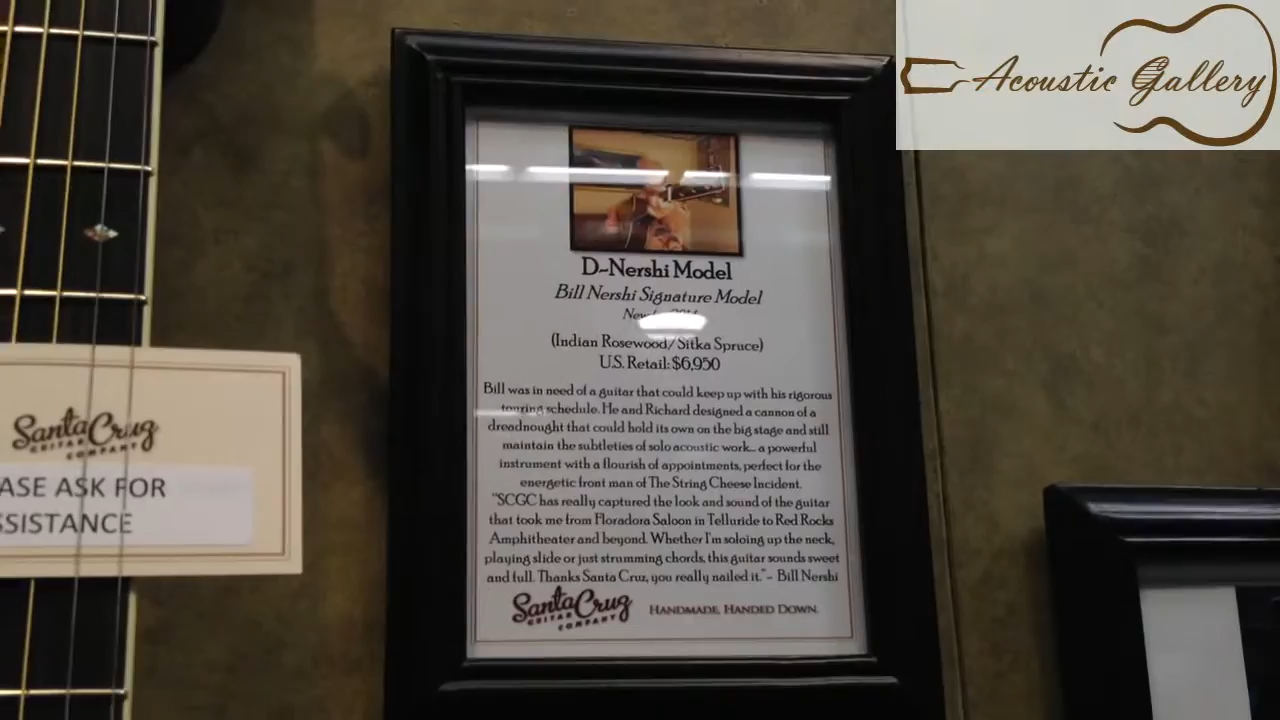 Acoustic Gallery
D-Nershi Model
Bill Nershi Signature Model
(Indian Rosewood/Sitka Spruce)
U.S. Retail: $6,950
Bill was in need of a guitar that could keep up with his rigorous
touring schedule. He and Richard designed a cannon of a
dreadnought that could hold its own on the big stage and still
maintain the subtleties of solo acoustic work... a powerful
instrument with a flourish of appointments, perfect for the
energetic front man of The String Cheese Incident.
"SCGC has really captured the look and sound of the guitar
that took me from Floradora Saloon in Telluride to Red Rocks
Amphitheater and beyond. Whether I'm soloing up the neck,
playing slide or just strumming chords, this guitar sounds sweet
and full. Thanks Santa Cruz, you really nailed it."- Bill Nershi
Santa Cruz
GUITAR
COMPANY
HANDMADE, HANDED DOWN.
Santa Cruz
GUITAR
COMPANY
ASE ASK FOR
SSISTANCE